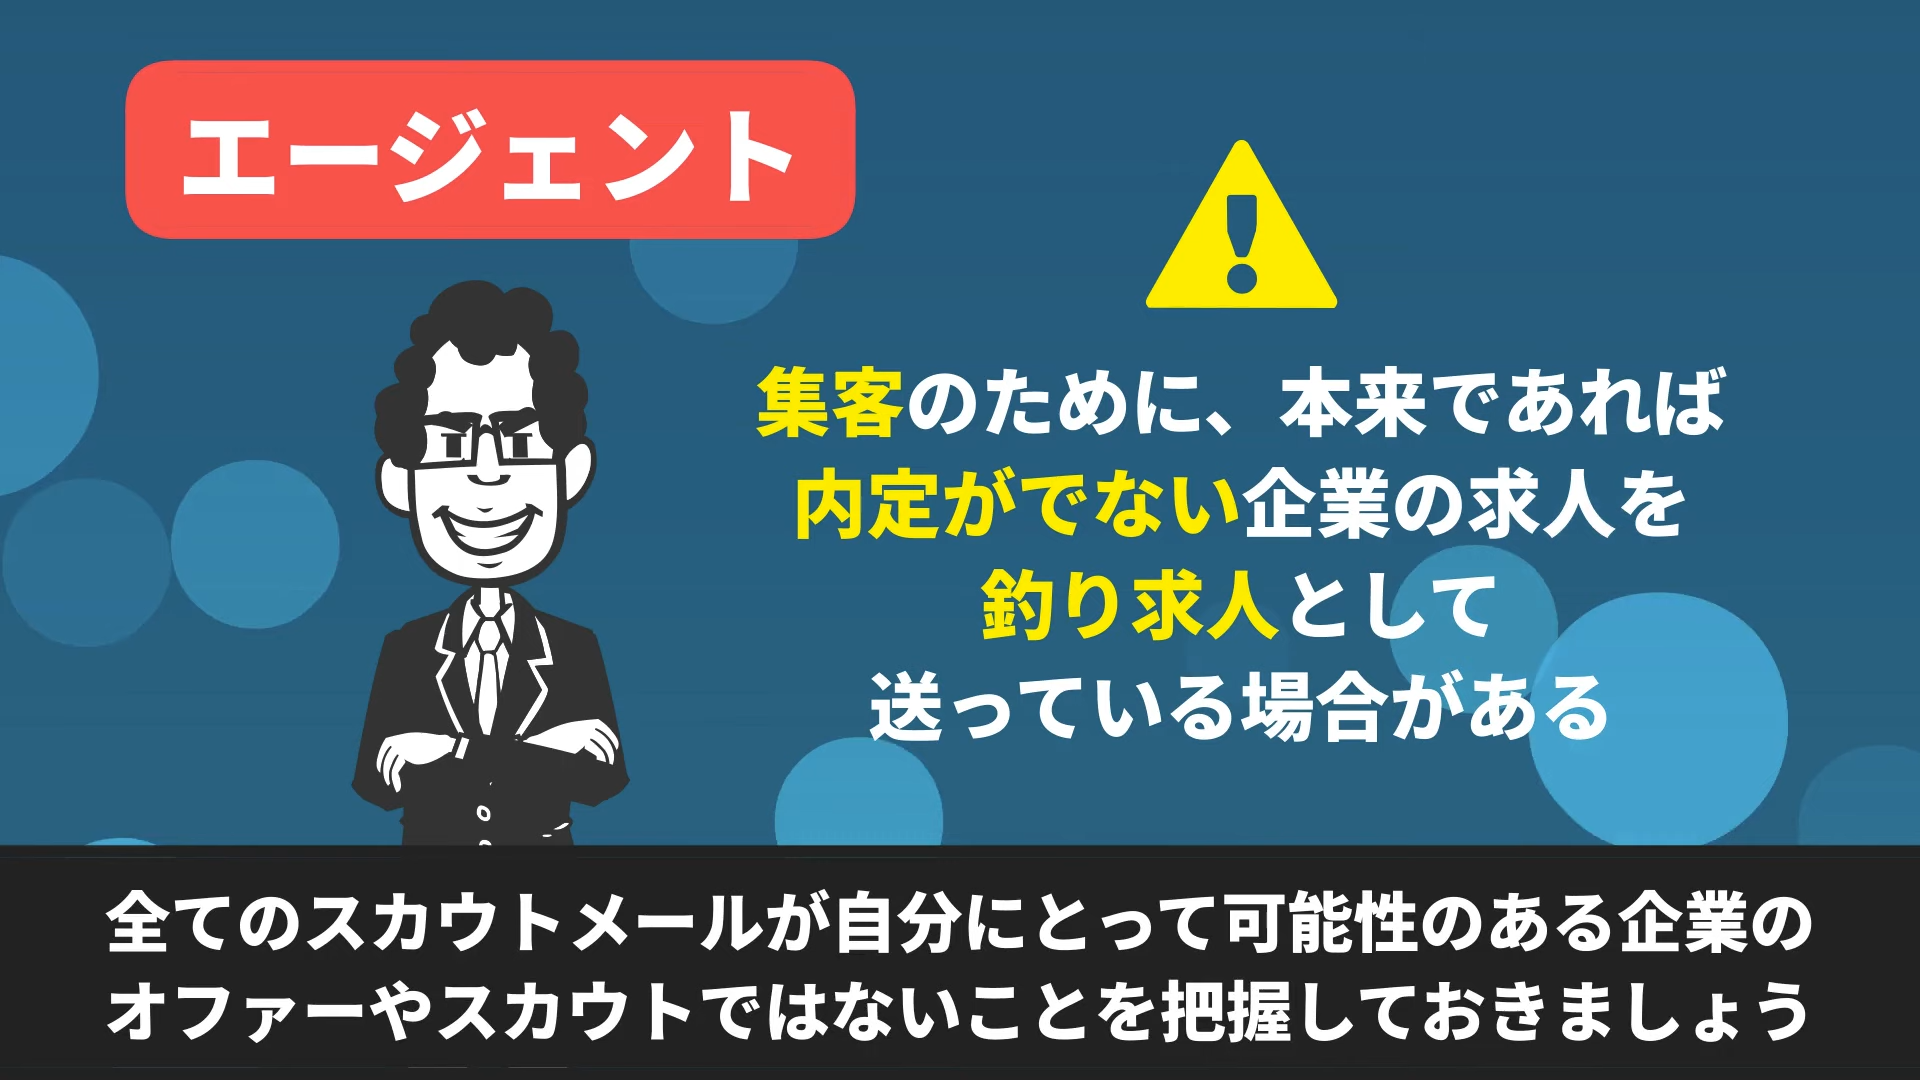 エージェント
集客のために、本来であれば
内定がでない企業の求人を
釣り求人として
送っている場合がある
全てのスカウトメールが自分にとって可能性のある企業の
オファーやスカウトではないことを把握しておきましょう